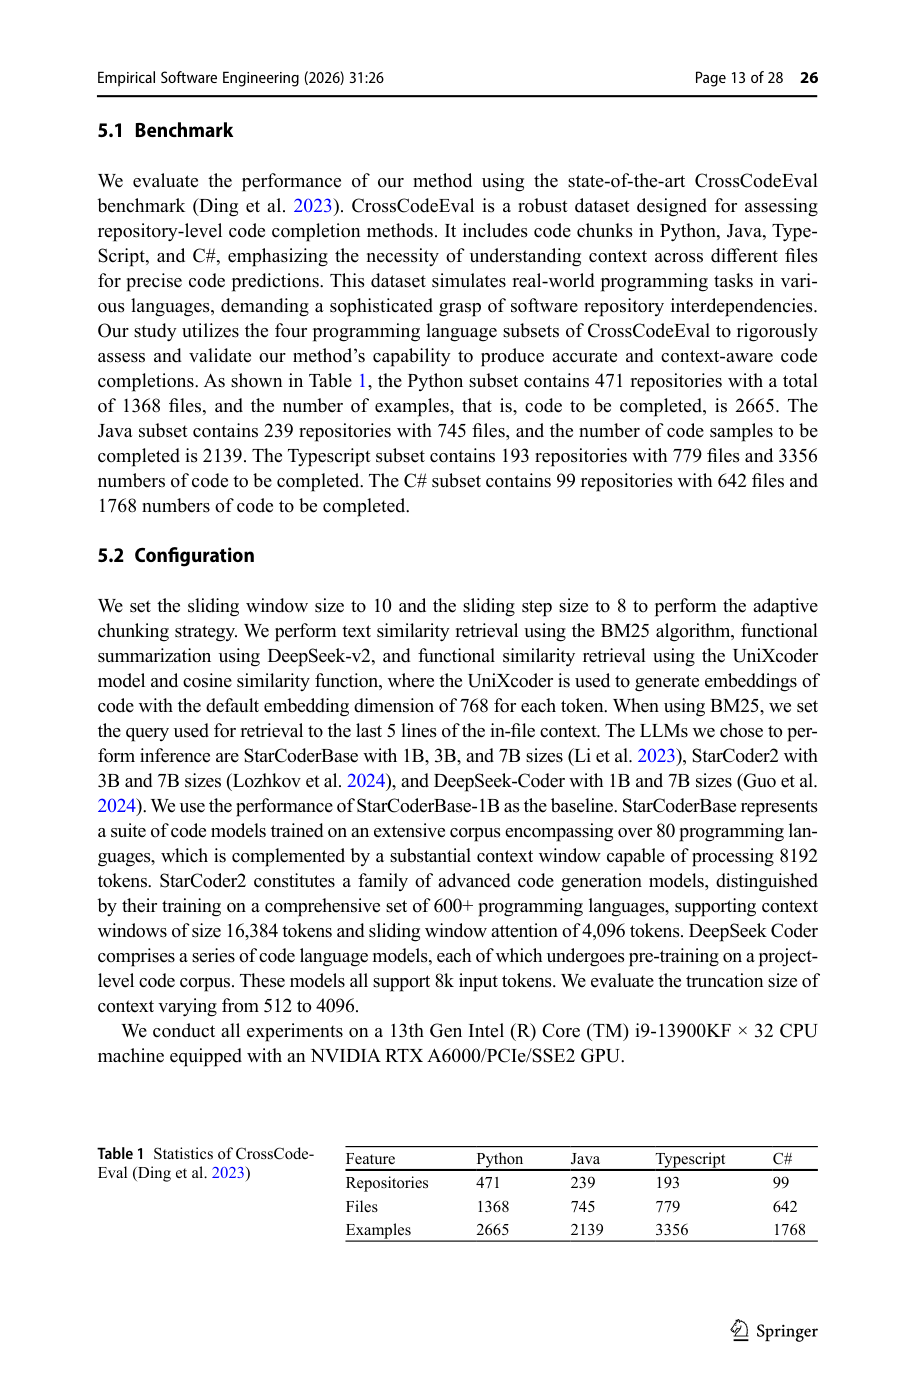 Empirical Software Engineering (2026) 31:26
Page 13 of 28 26
5.1 Benchmark
We evaluate the performance of our method using the state-of-the-art CrossCodeEval
benchmark (Ding et al. 2023). CrossCodeEval is a robust dataset designed for assessing
repository-level code completion methods. It includes code chunks in Python, Java, Type-
Script, and C#, emphasizing the necessity of understanding context across different files
for precise code predictions. This dataset simulates real-world programming tasks in vari-
ous languages, demanding a sophisticated grasp of software repository interdependencies.
Our study utilizes the four programming language subsets of CrossCodeEval to rigorously
assess and validate our method's capability to produce accurate and context-aware code
completions. As shown in Table 1, the Python subset contains 471 repositories with a total
of 1368 files, and the number of examples, that is, code to be completed, is 2665. The
Java subset contains 239 repositories with 745 files, and the number of code samples to be
completed is 2139. The Typescript subset contains 193 repositories with 779 files and 3356
numbers of code to be completed. The C# subset contains 99 repositories with 642 files and
1768 numbers of code to be completed.
5.2 Configuration
We set the sliding window size to 10 and the sliding step size to 8 to perform the adaptive
chunking strategy. We perform text similarity retrieval using the BM25 algorithm, functional
summarization using DeepSeek-v2, and functional similarity retrieval using the UniXcoder
model and cosine similarity function, where the UniXcoder is used to generate embeddings of
code with the default embedding dimension of 768 for each token. When using BM25, we set
the query used for retrieval to the last 5 lines of the in-file context. The LLMs we chose to per-
form inference are StarCoderBase with 1B, 3B, and 7B sizes (Li et al. 2023), StarCoder2 with
3B and 7B sizes (Lozhkov et al. 2024), and DeepSeek-Coder with 1B and 7B sizes (Guo et al.
2024). We use the performance of StarCoderBase-1B as the baseline. StarCoderBase represents
a suite of code models trained on an extensive corpus encompassing over 80 programming lan-
guages, which is complemented by a substantial context window capable of processing 8192
tokens. StarCoder2 constitutes a family of advanced code generation models, distinguished
by their training on a comprehensive set of 600+ programming languages, supporting context
windows of size 16,384 tokens and sliding window attention of 4,096 tokens. DeepSeek Coder
comprises a series of code language models, each of which undergoes pre-training on a project-
level code corpus. These models all support 8k input tokens. We evaluate the truncation size of
context varying from 512 to 4096.
We conduct all experiments on a 13th Gen Intel (R) Core (TM) i9-13900KF × 32 CPU
machine equipped with an NVIDIA RTX A6000/PCIe/SSE2 GPU.
Table 1 Statistics of CrossCode-
Eval (Ding et al. 2023)
Feature Python Java Typescript C#
Repositories 471 239 193 99
Files 1368 745 779 642
Examples 2665 2139 3356 1768
Springer